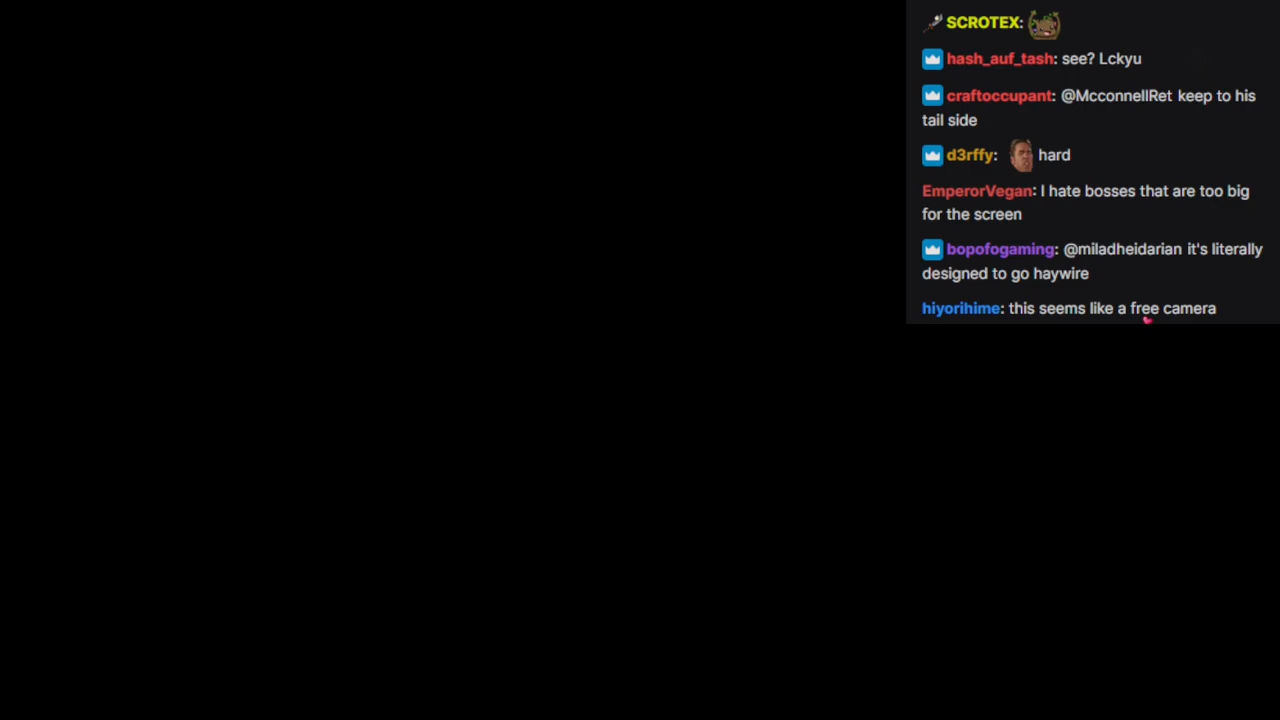 SCROTEX:
hash_auf_tash: see? Lckyu
craftoccupant: @McconnellRet keep to his
tail side
d3rffy: hard
EmperorVegan: I hate bosses that are too big
for the screen
bopofogaming: @miladheidarian it's literally
designed to go haywire
hiyorihime: this seems like a free camera